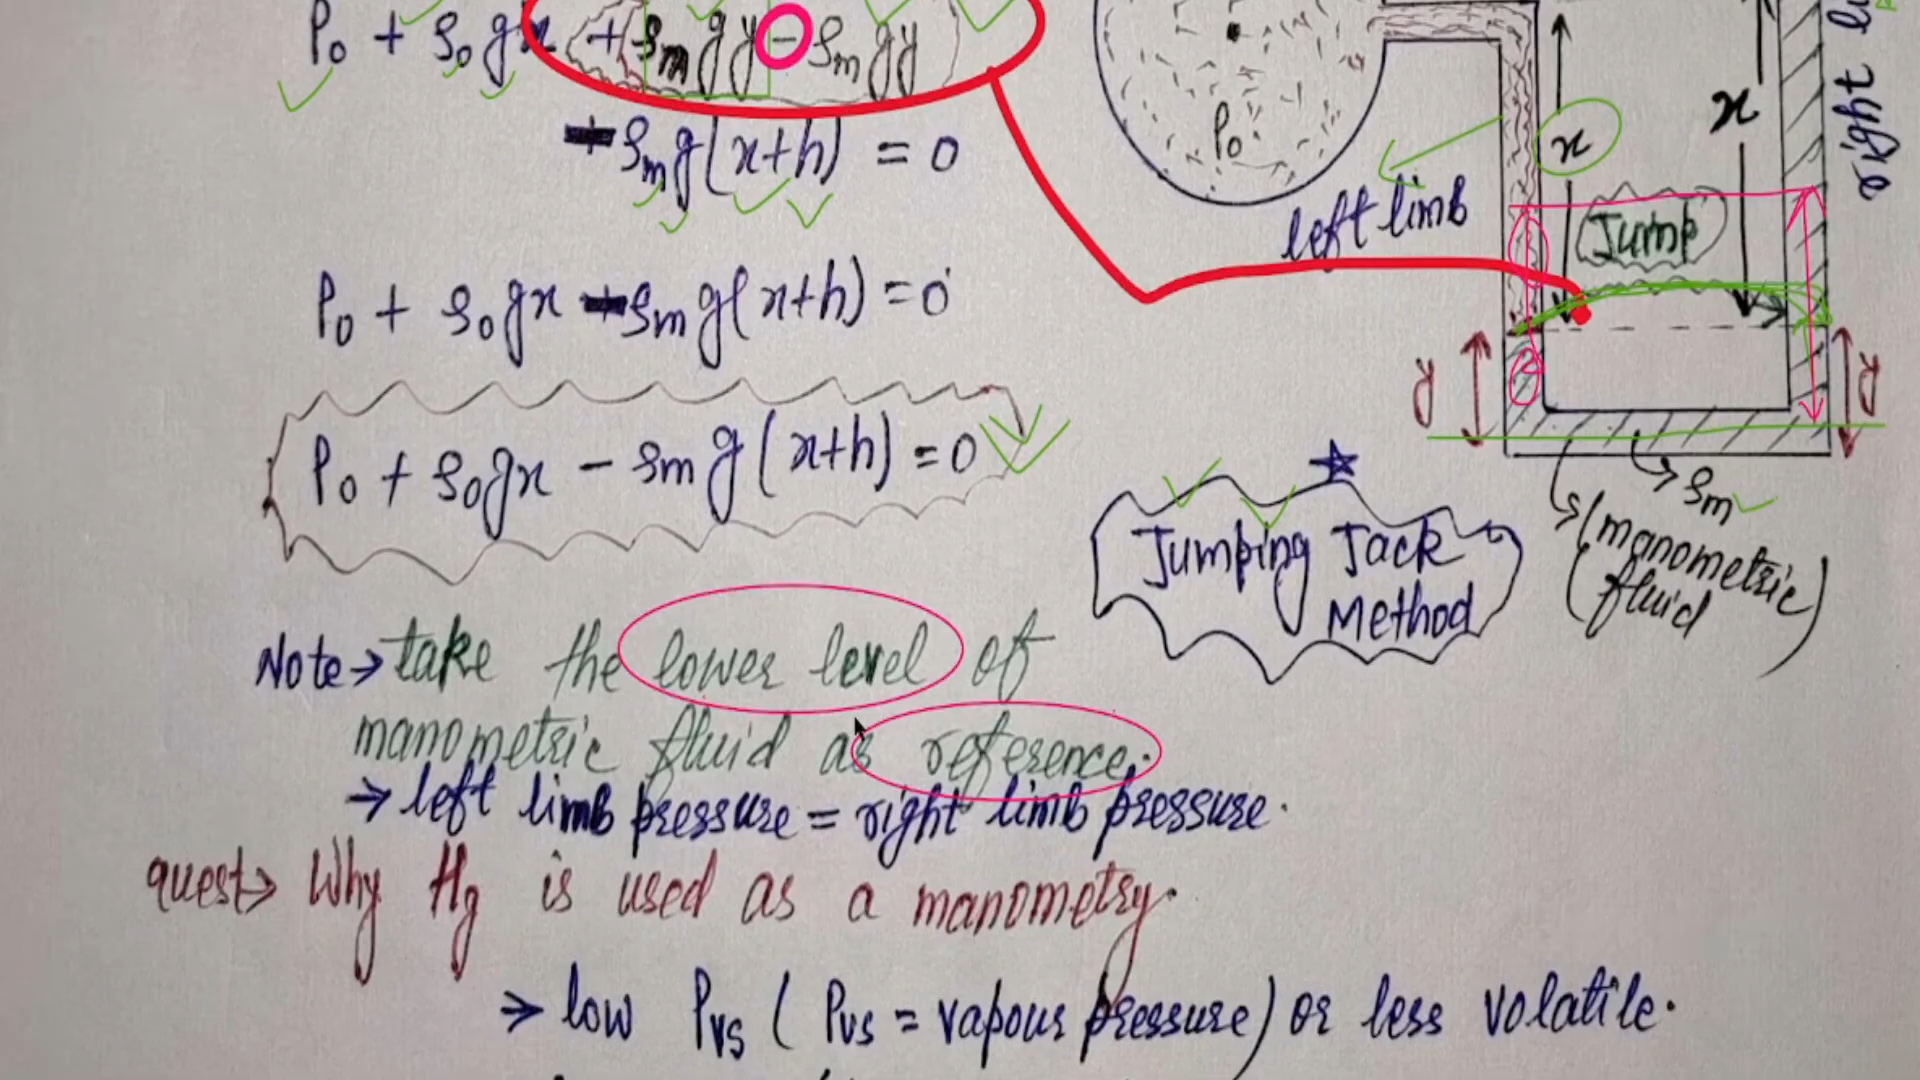 P₀ + ρ₀gx + ρₘgy − ρₘgy
− ρₘg(x+h) = 0
P₀ + ρ₀gx − ρₘg(x+h) = 0
P₀ + ρ₀gx − ρₘg(x+h) = 0
Note → take the lower level of
manometric fluid as reference.
→ left limb pressure = right limb pressure.
quest → Why Hg is used as a manometry.
→ low Pvs ( Pvs = vapour pressure) or less volatile.
P₀
left limb
x
x
Jump
right
y
y
→ ρₘ
(manometric
fluid)
Jumping Jack
Method